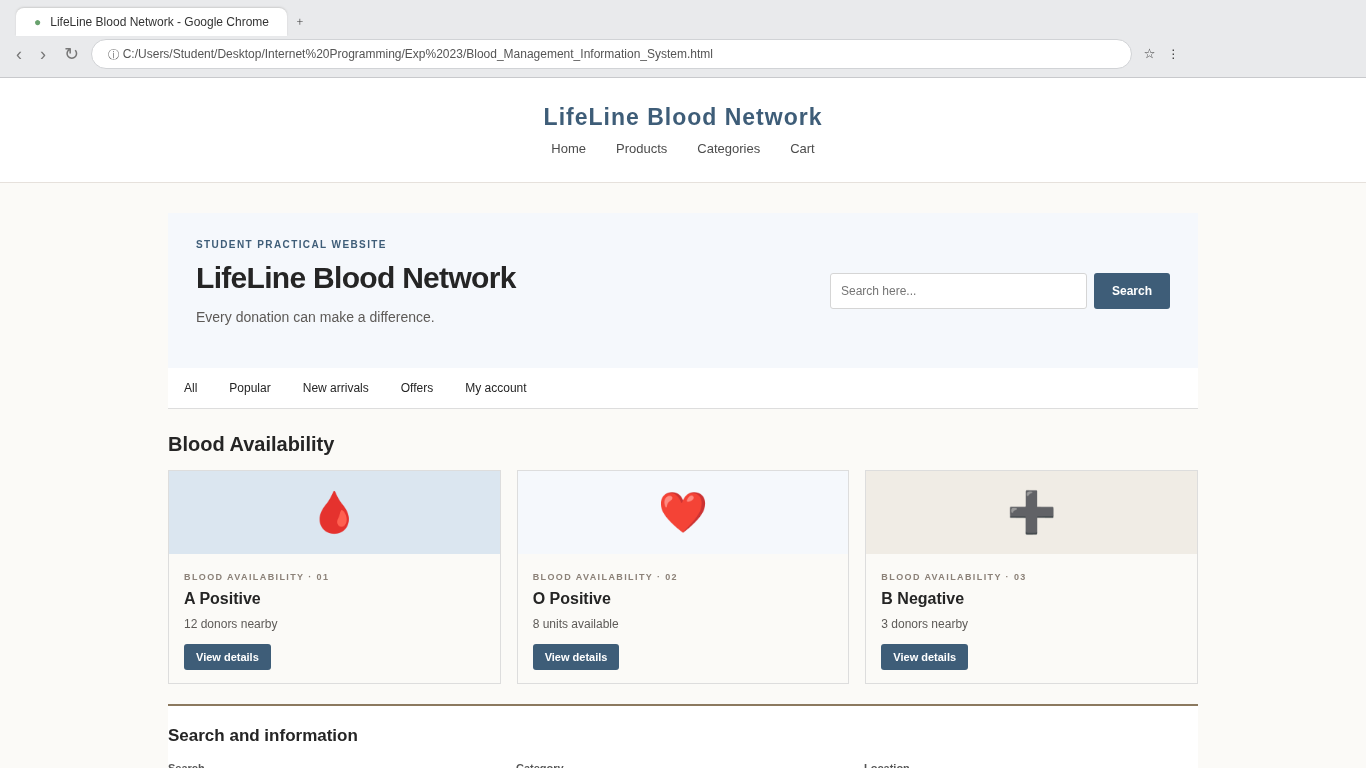 LifeLine Blood Network - Google Chrome +
C:/Users/Student/Desktop/Internet%20Programming/Exp%2023/Blood_Management_Information_System.html
LifeLine Blood Network
Home Products Categories Cart
STUDENT PRACTICAL WEBSITE
LifeLine Blood Network
Every donation can make a difference.
Search here... Search
All Popular New arrivals Offers My account
Blood Availability
BLOOD AVAILABILITY · 01
A Positive
12 donors nearby
View details
BLOOD AVAILABILITY · 02
O Positive
8 units available
View details
BLOOD AVAILABILITY · 03
B Negative
3 donors nearby
View details
Search and information
Search Category Location